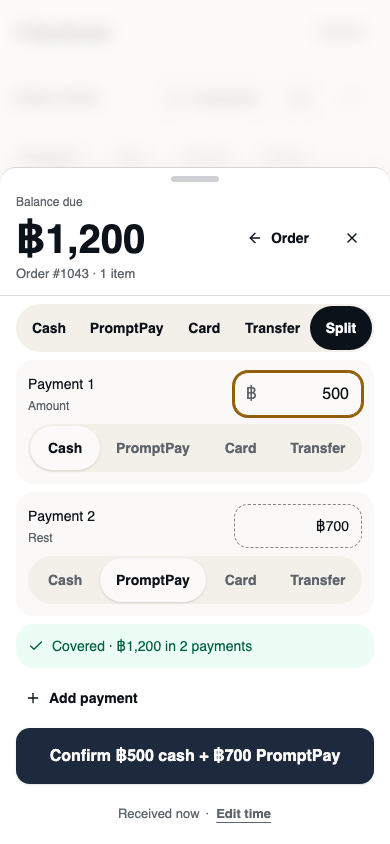 Balance due
฿1,200
← Order ×
Order #1043 · 1 item
Cash PromptPay Card Transfer Split
Payment 1
Amount
฿ 500
Cash PromptPay Card Transfer
Payment 2
Rest
฿700
Cash PromptPay Card Transfer
✓ Covered · ฿1,200 in 2 payments
+ Add payment
Confirm ฿500 cash + ฿700 PromptPay
Received now · Edit time